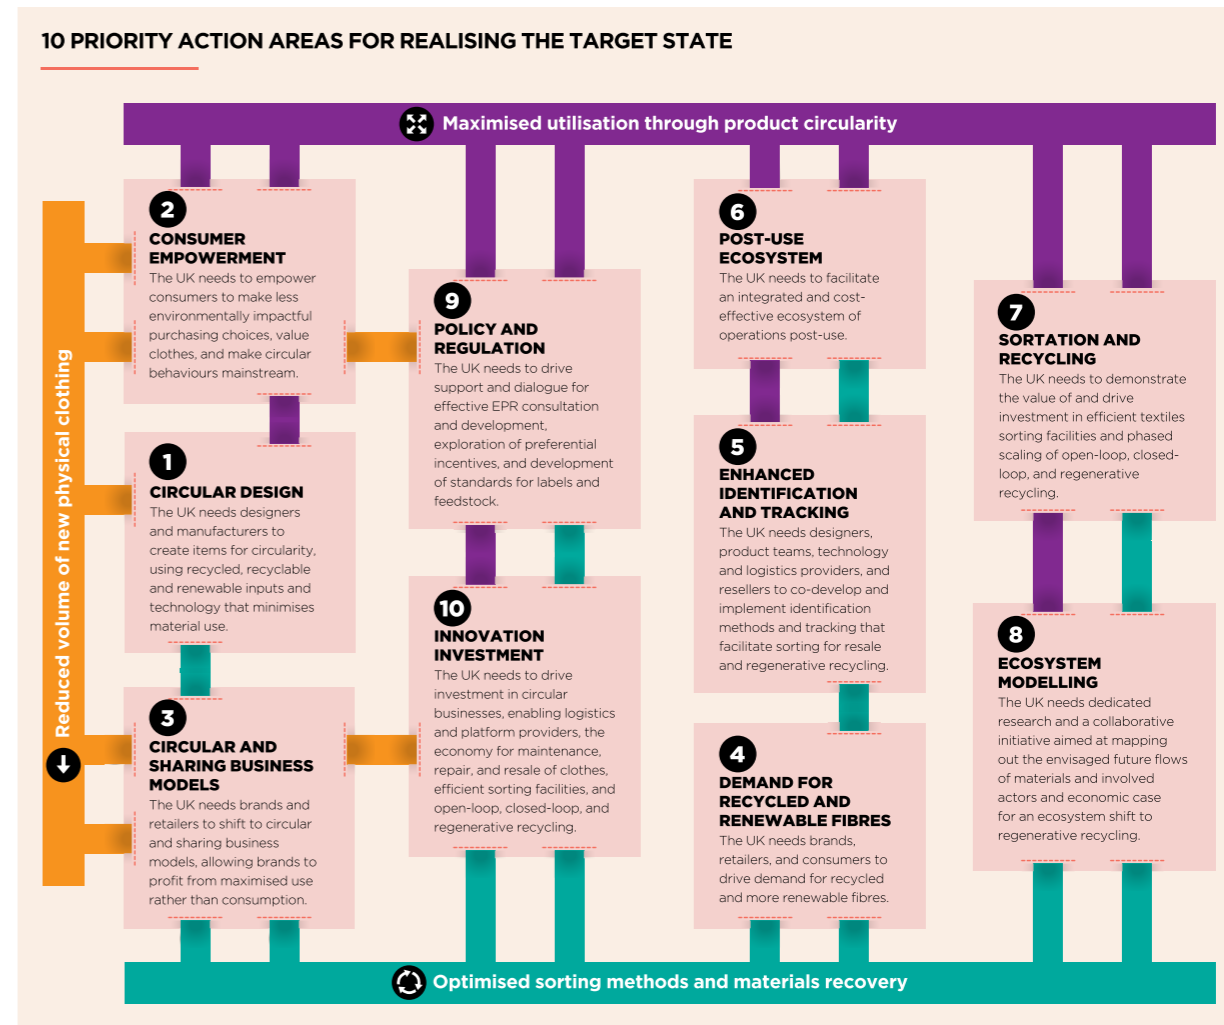 10 PRIORITY ACTION AREAS FOR REALISING THE TARGET STATE
Maximised utilisation through product circularity
Reduced volume of new physical clothing
2
CONSUMER
EMPOWERMENT
The UK needs to empower
consumers to make less
environmentally impactful
purchasing choices, value
clothes, and make circular
behaviours mainstream.
1
CIRCULAR DESIGN
The UK needs designers
and manufacturers to
create items for circularity,
using recycled, recyclable
and renewable inputs and
technology that minimises
material use.
3
CIRCULAR AND
SHARING BUSINESS
MODELS
The UK needs brands and
retailers to shift to circular
and sharing business
models, allowing brands to
profit from maximised use
rather than consumption.
9
POLICY AND
REGULATION
The UK needs to drive
support and dialogue for
effective EPR consultation
and development,
exploration of preferential
incentives, and development
of standards for labels and
feedstock.
10
INNOVATION
INVESTMENT
The UK needs to drive
investment in circular
businesses, enabling logistics
and platform providers, the
economy for maintenance,
repair, and resale of clothes,
efficient sorting facilities, and
open-loop, closed-loop, and
regenerative recycling.
6
POST-USE
ECOSYSTEM
The UK needs to facilitate
an integrated and cost-
effective ecosystem of
operations post-use.
5
ENHANCED
IDENTIFICATION
AND TRACKING
The UK needs designers,
product teams, technology
and logistics providers, and
resellers to co-develop and
implement identification
methods and tracking that
facilitate sorting for resale
and regenerative recycling.
4
DEMAND FOR
RECYCLED AND
RENEWABLE FIBRES
The UK needs brands,
retailers, and consumers to
drive demand for recycled
and more renewable fibres.
7
SORTATION AND
RECYCLING
The UK needs to demonstrate
the value of and drive
investment in efficient textiles
sorting facilities and phased
scaling of open-loop, closed-
loop, and regenerative
recycling.
8
ECOSYSTEM
MODELLING
The UK needs dedicated
research and a collaborative
initiative aimed at mapping
out the envisaged future flows
of materials and involved
actors and economic case
for an ecosystem shift to
regenerative recycling.
Optimised sorting methods and materials recovery